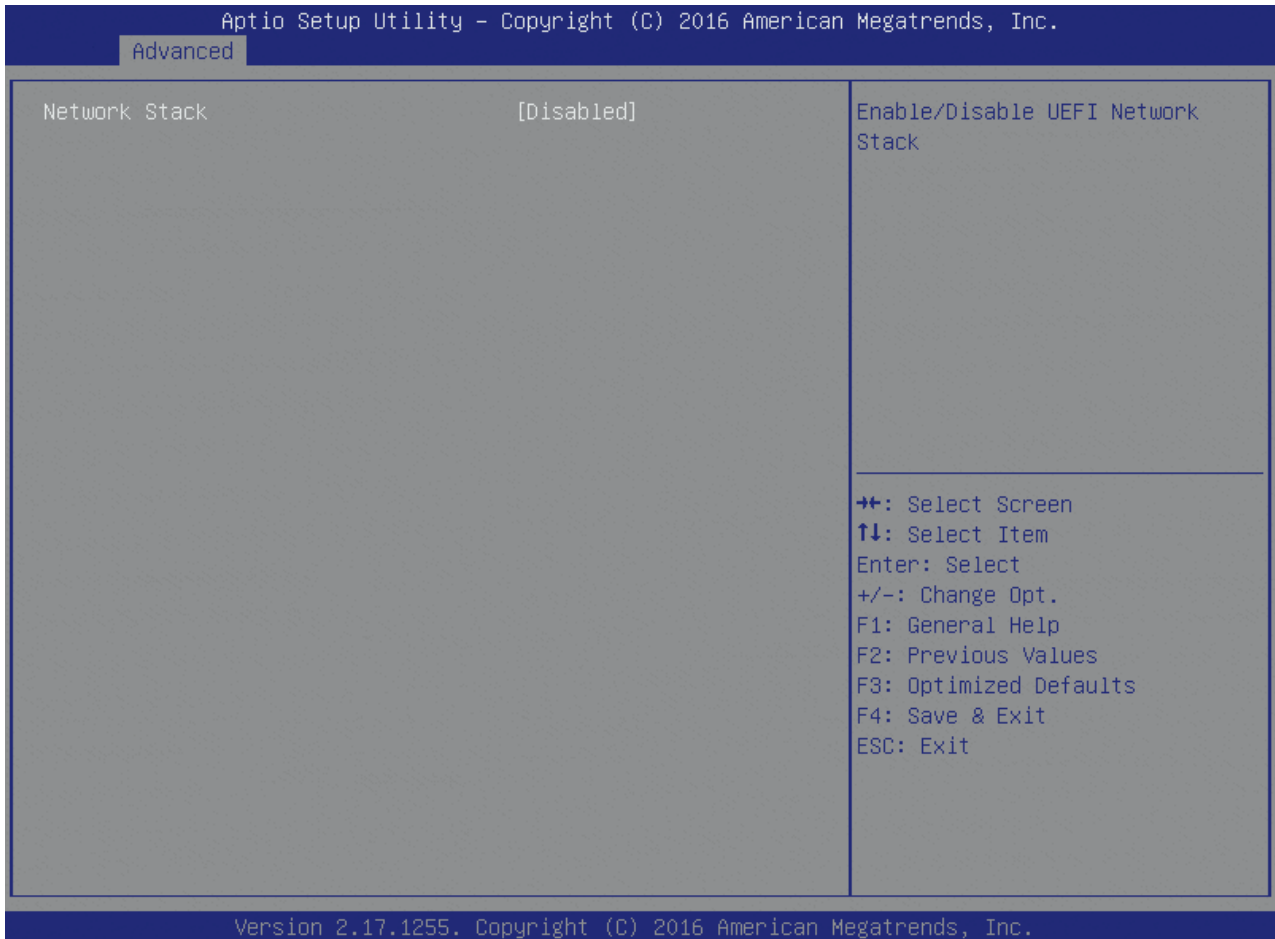 Aptio Setup Utility – Copyright (C) 2016 American Megatrends, Inc.
Advanced
Network Stack [Disabled]
Enable/Disable UEFI Network
Stack
→←: Select Screen
↑↓: Select Item
Enter: Select
+/-: Change Opt.
F1: General Help
F2: Previous Values
F3: Optimized Defaults
F4: Save & Exit
ESC: Exit
Version 2.17.1255. Copyright (C) 2016 American Megatrends, Inc.